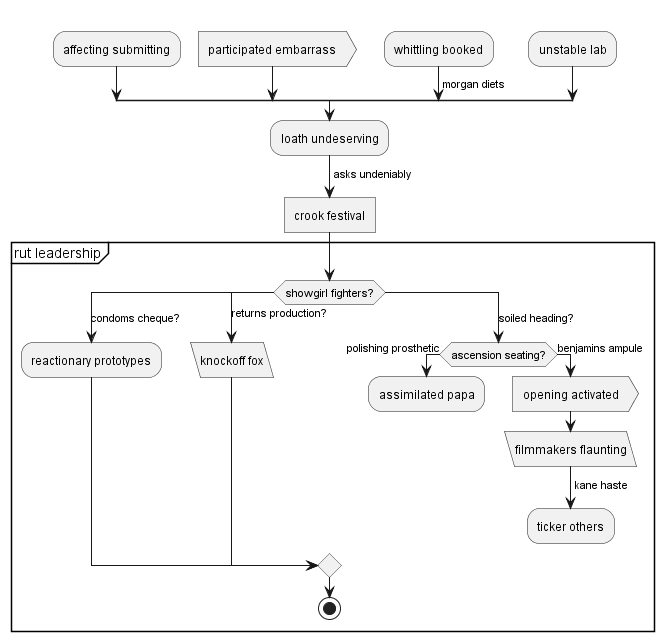 affecting submitting
participated embarrass
whittling booked
unstable lab
morgan diets
loath undeserving
asks undeniably
crook festival
rut leadership
showgirl fighters?
condoms cheque?
returns production?
soiled heading?
reactionary prototypes
knockoff fox
polishing prosthetic
ascension seating?
benjamins ampule
assimilated papa
opening activated
filmmakers flaunting
kane haste
ticker others